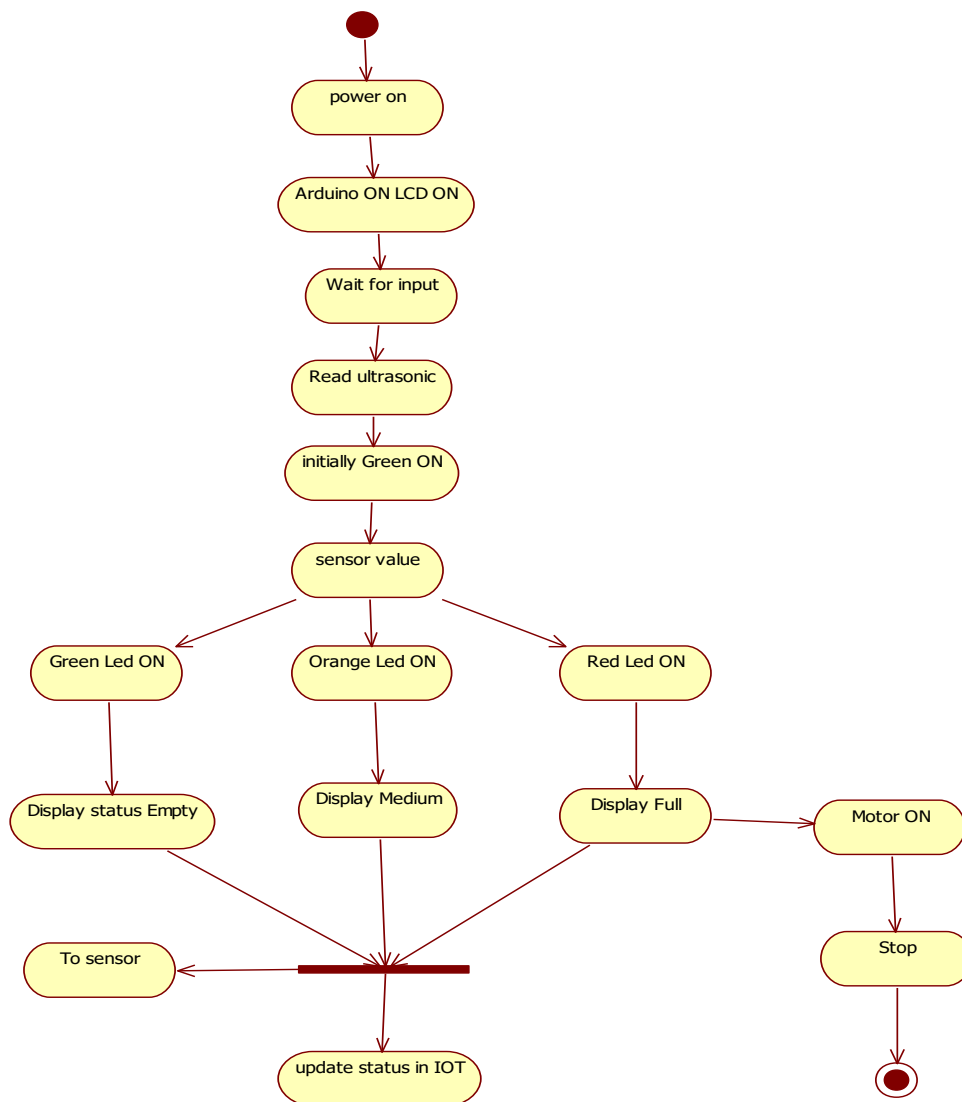 power on
Arduino ON LCD ON
Wait for input
Read ultrasonic
initially Green ON
sensor value
Green Led ON
Orange Led ON
Red Led ON
Display status Empty
Display Medium
Display Full
Motor ON
To sensor
Stop
update status in IOT